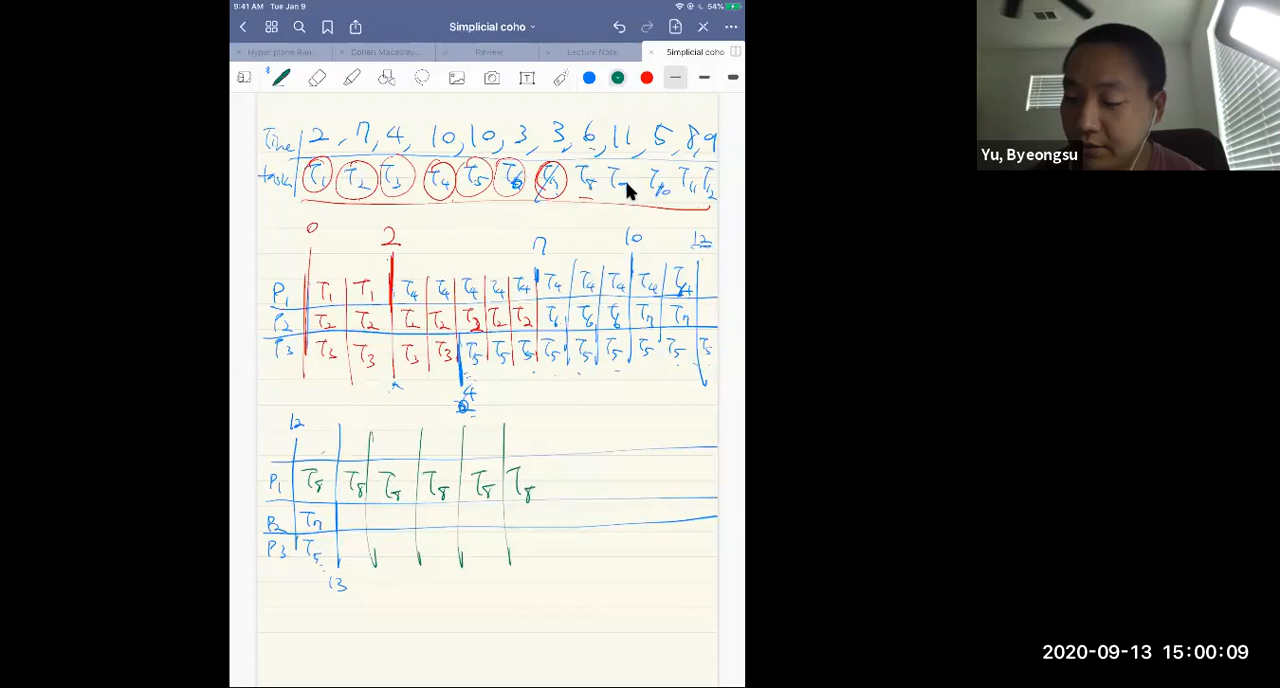 9:41 AM Tue Jan 9
54%
Simplicial coho
Hyper plane Ran
Cohen Macaulay...
Review
Lecture Note
Simplicial coho
Time 2, 7, 4, 10, 10, 3, 3, 6, 11, 5, 8, 9
task T1 T2 T3 T4 T5 T6 T7 T8 T T10 T11 T12
0 2 7 10 12
P1 T1 T1 T4 T4 T4 T4 T4 T4 T4 T4 T4 T4
P2 T2 T2 T2 T2 T2 T2 T2 T6 T6 T6 T7 T7
P3 T3 T3 T3 T3 T5 T5 T5 T5 T5 T5 T5 T5 T5
4
12
P1 T8 T8 T8 T8 T8 T8
P2 T7
P3 T5
13
Yu, Byeongsu
2020-09-13 15:00:09